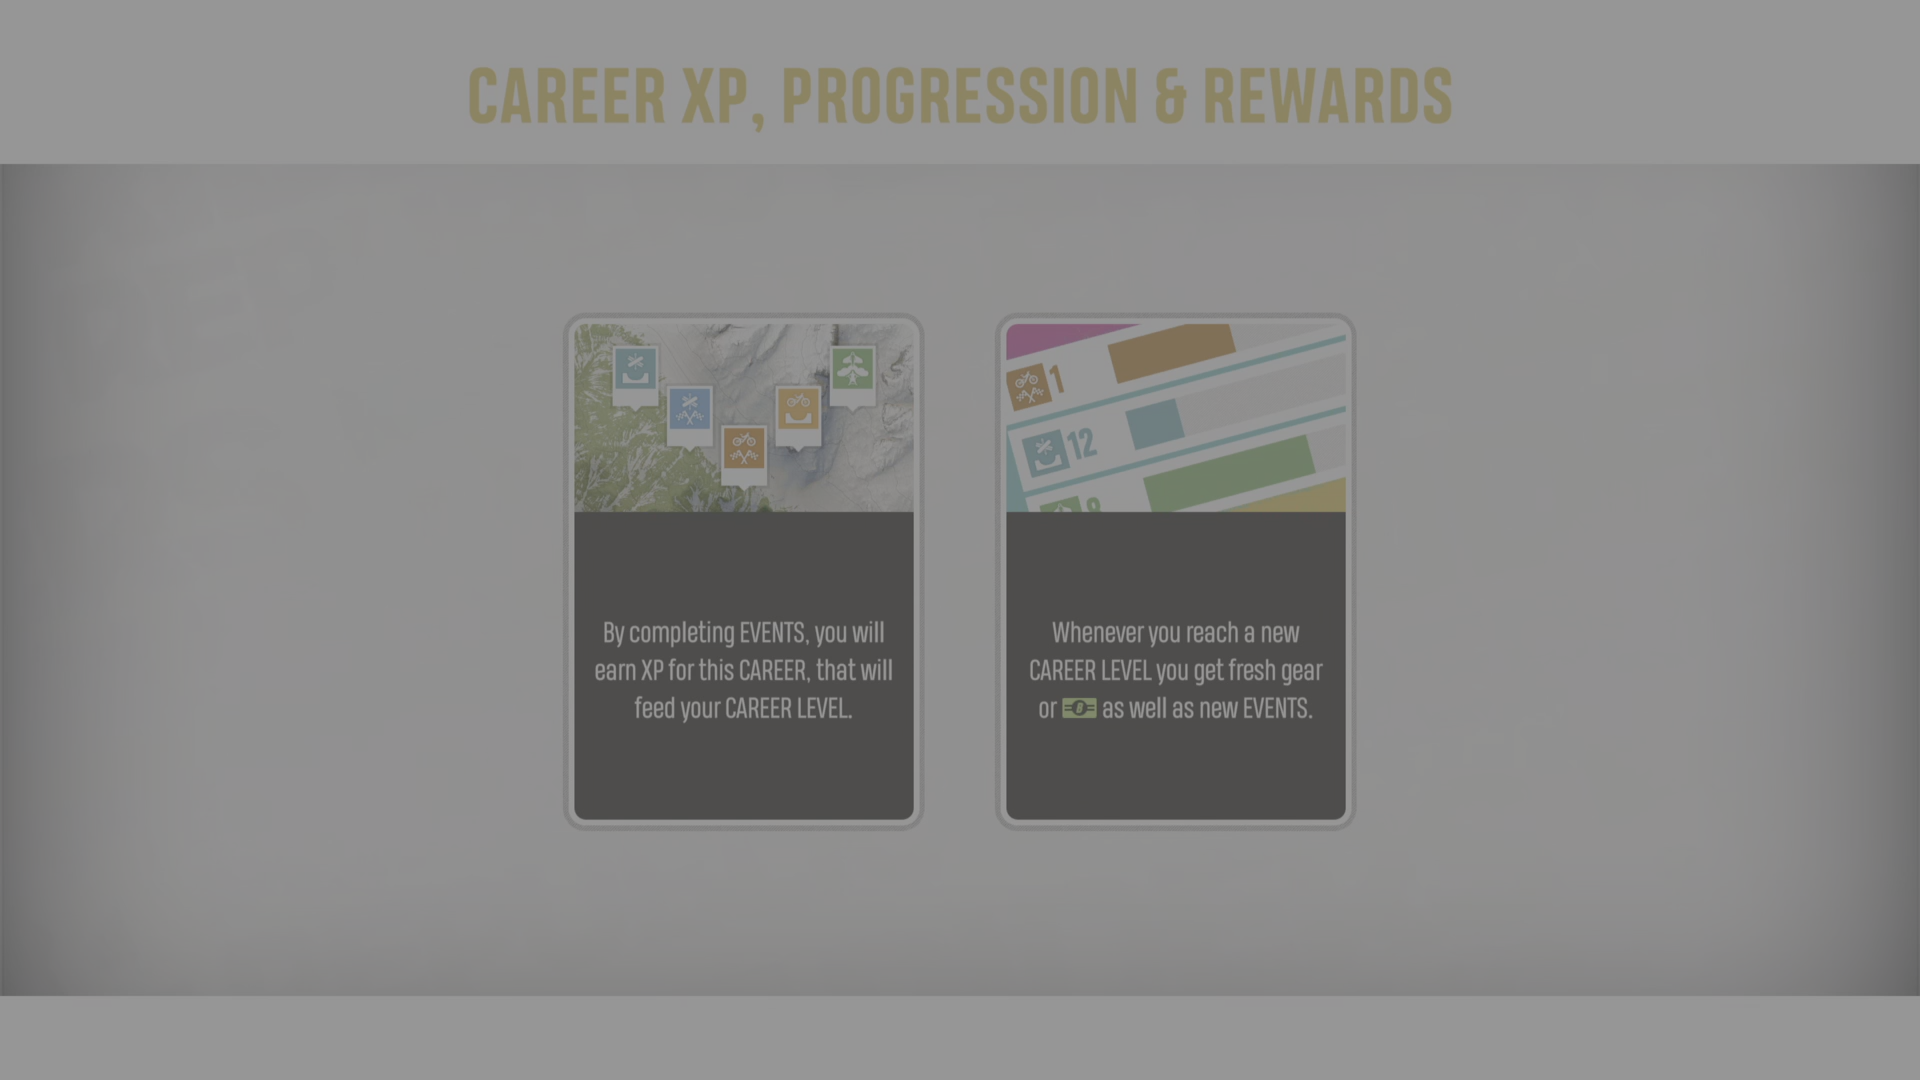 CAREER XP, PROGRESSION & REWARDS
By completing EVENTS, you will
earn XP for this CAREER, that will
feed your CAREER LEVEL.
1
12
8
Whenever you reach a new
CAREER LEVEL you get fresh gear
or as well as new EVENTS.